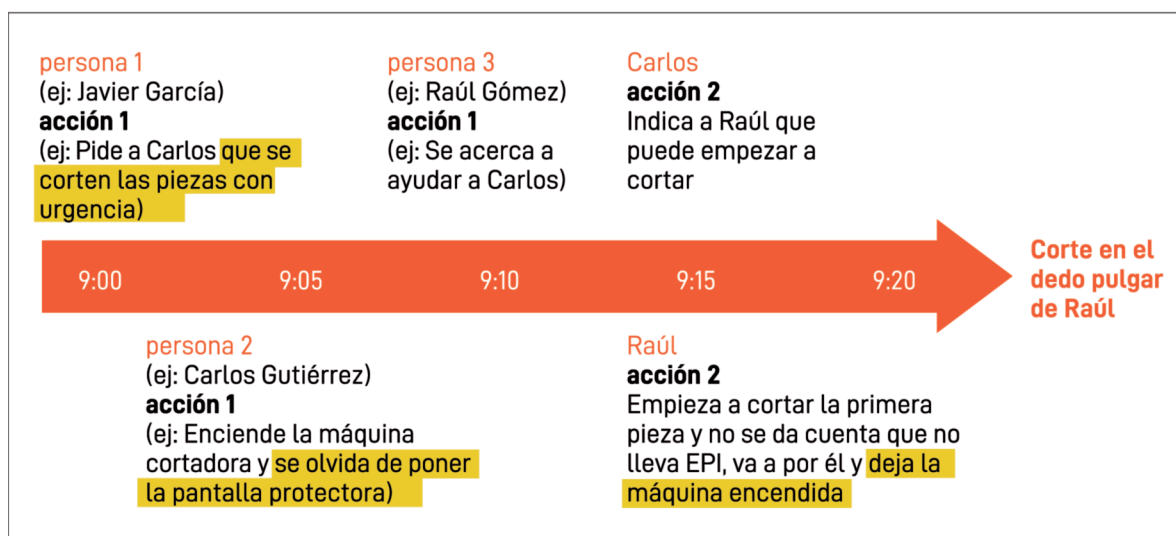 persona 1
(ej: Javier García)
acción 1
(ej: Pide a Carlos que se
corten las piezas con
urgencia)
persona 3
(ej: Raúl Gómez)
acción 1
(ej: Se acerca a
ayudar a Carlos)
Carlos
acción 2
Indica a Raúl que
puede empezar a
cortar
9:00
9:05
9:10
9:15
9:20
Corte en el
dedo pulgar
de Raúl
persona 2
(ej: Carlos Gutiérrez)
acción 1
(ej: Enciende la máquina
cortadora y se olvida de poner
la pantalla protectora)
Raúl
acción 2
Empieza a cortar la primera
pieza y no se da cuenta que no
lleva EPI, va a por él y deja la
máquina encendida